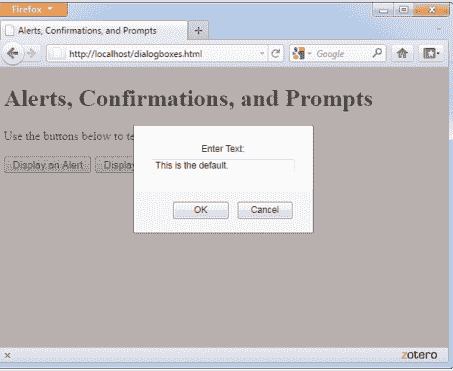 Firefox
Alerts, Confirmations, and Prompts
http://localhost/dialogboxes.html
Google
Alerts, Confirmations, and Prompts
Use the buttons below to te
Enter Text:
This is the default.
Display an Alert
Display
OK
Cancel
zotero